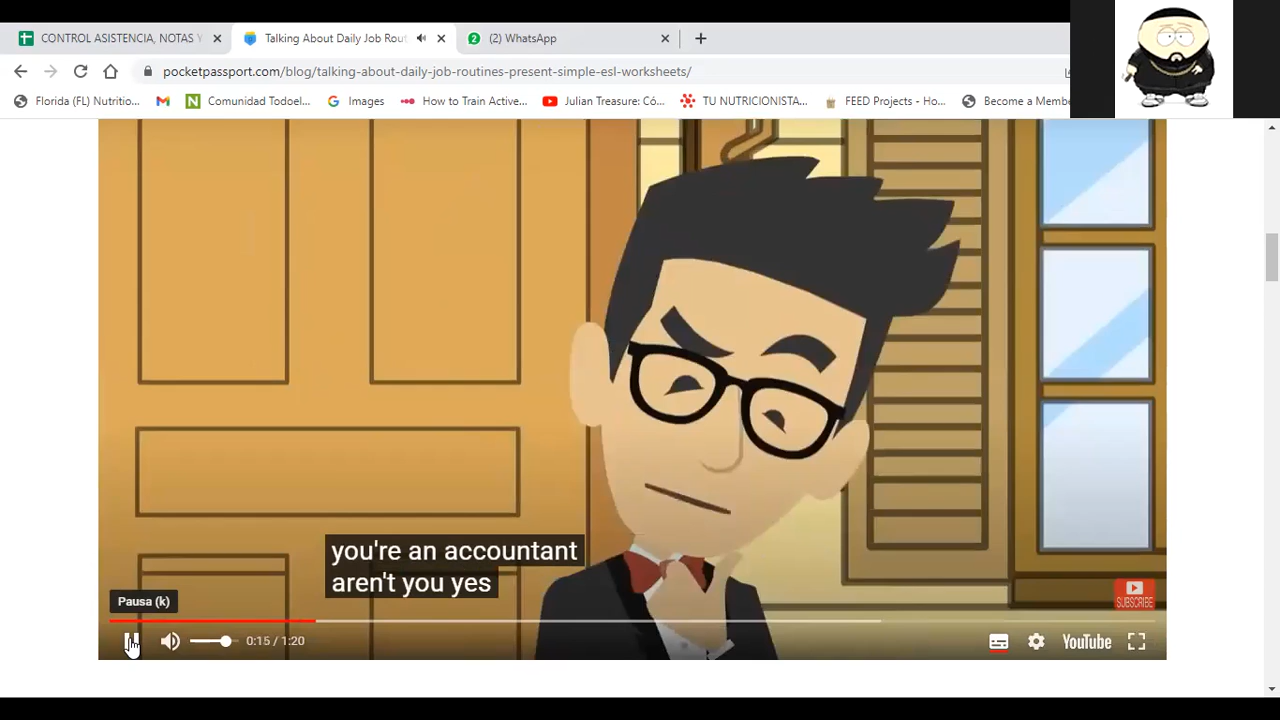 CONTROL ASISTENCIA, NOTAS Y
Talking About Daily Job Rout
(2) WhatsApp
pocketpassport.com/blog/talking-about-daily-job-routines-present-simple-esl-worksheets/
Florida (FL) Nutritio...
Comunidad Todoel...
Images
How to Train Active...
Julian Treasure: Có...
TU NUTRICIONISTA...
FEED Projects - Ho...
Become a Membe
you're an accountant
aren't you yes
SUBSCRIBE
Pausa (k)
0:15 / 1:20
YouTube